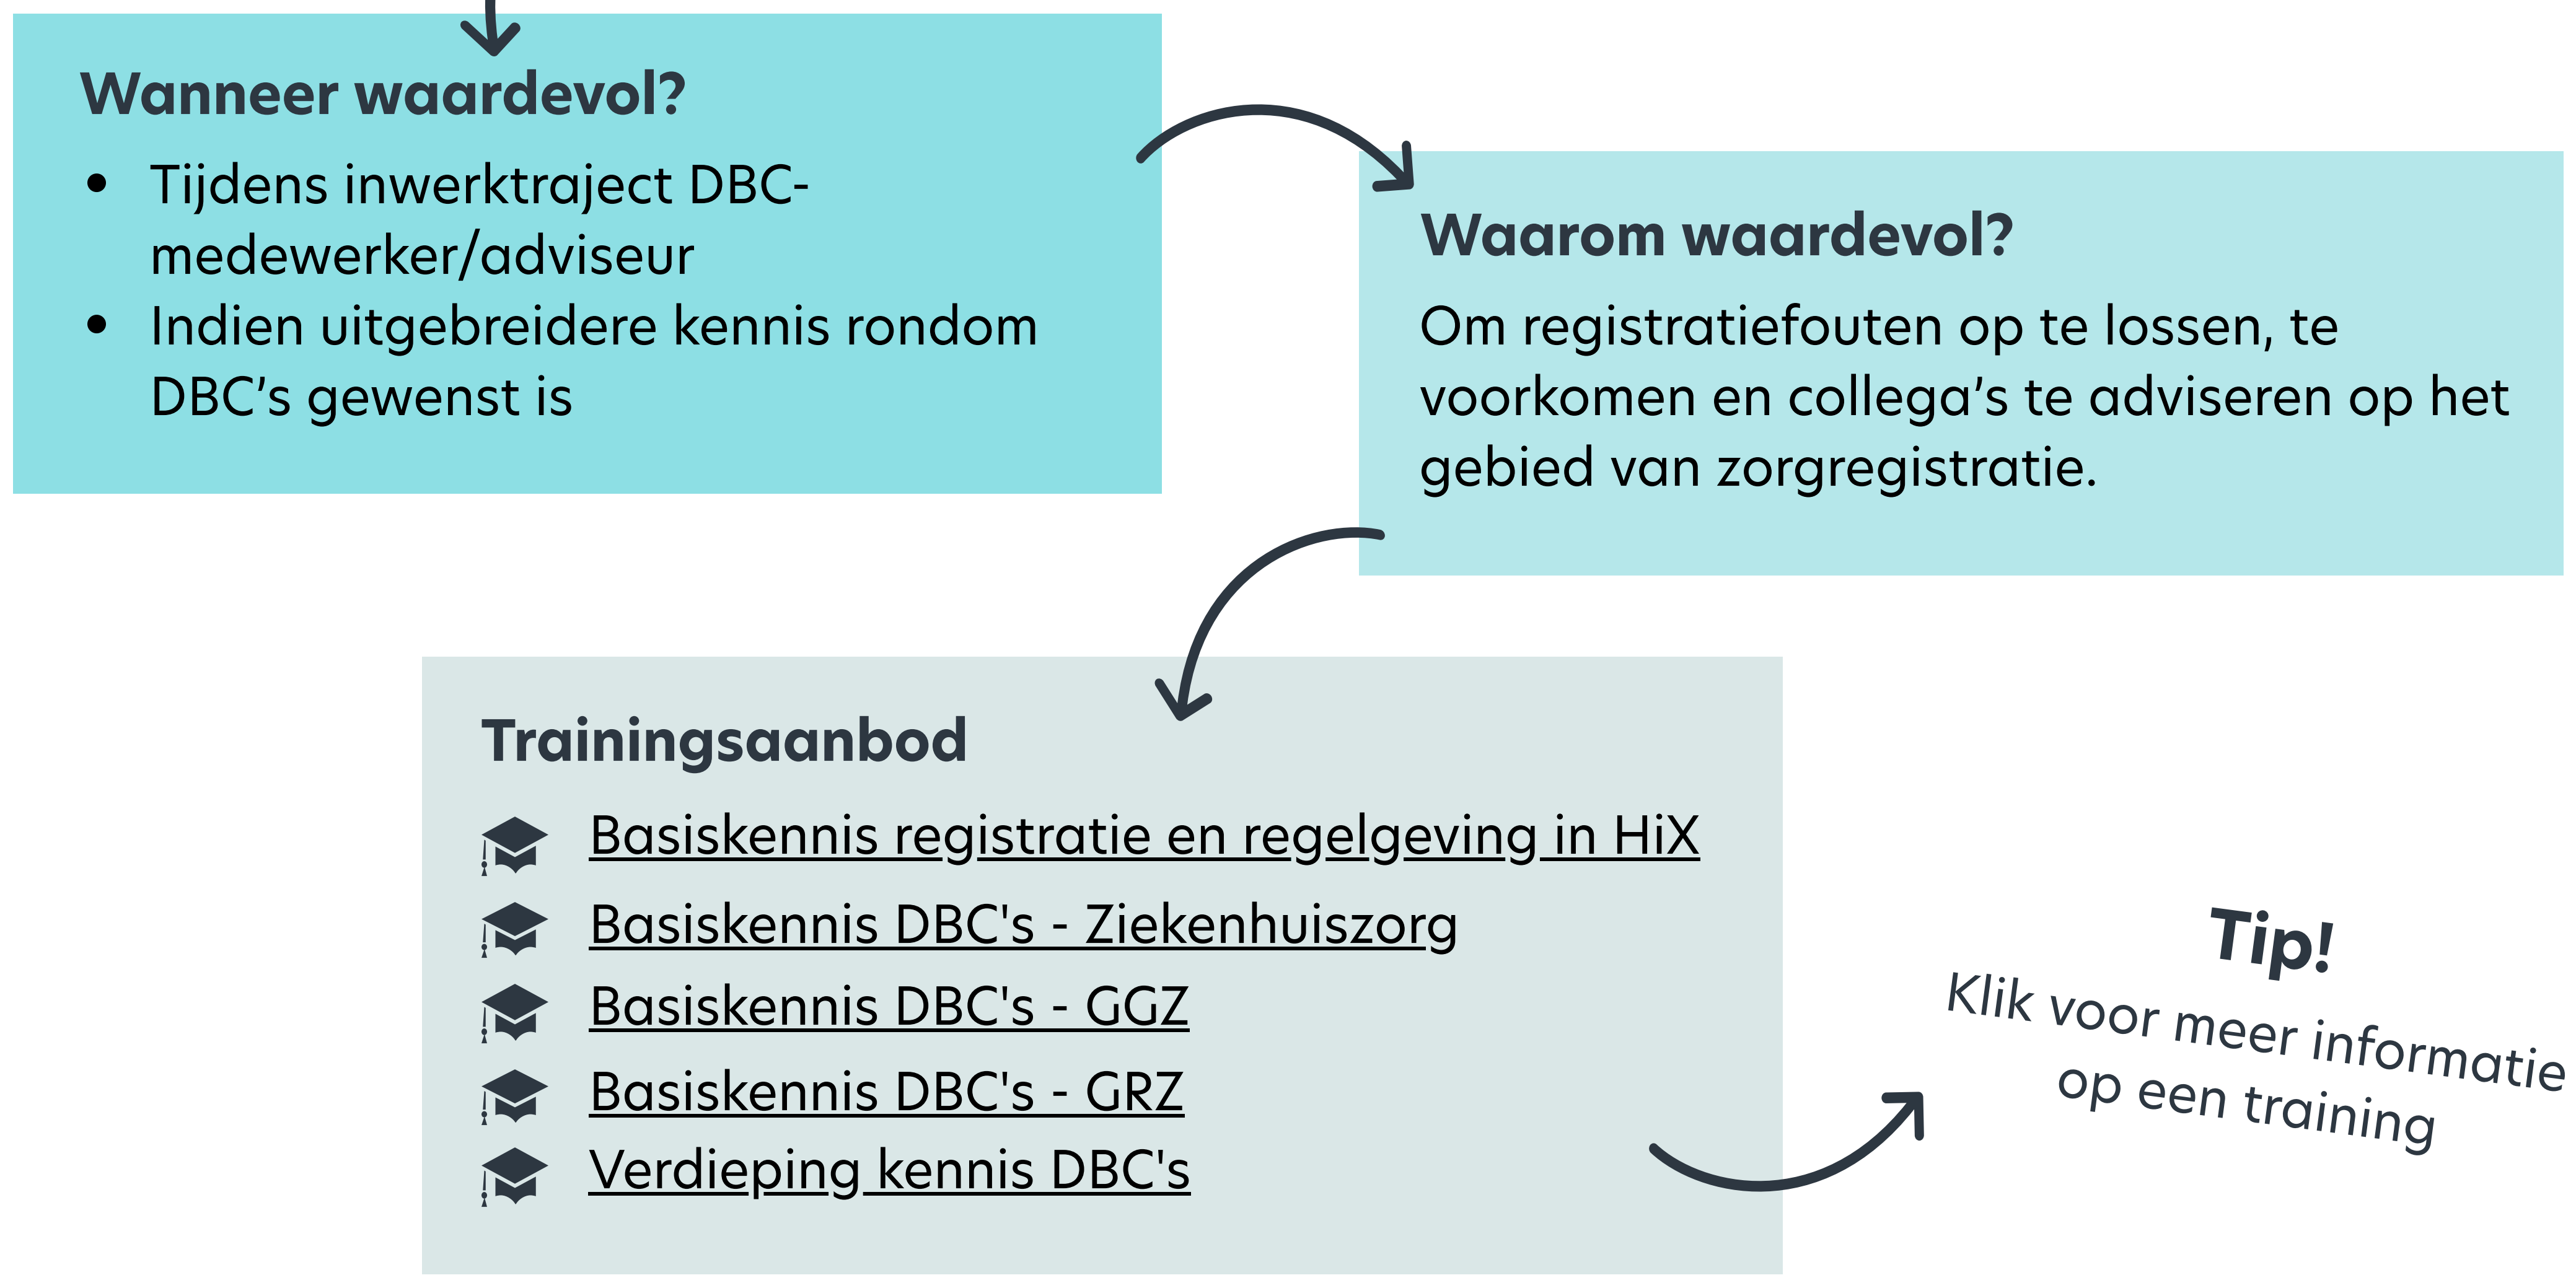 Wanneer waardevol?
• Tijdens inwerktraject DBC-
medewerker/adviseur
• Indien uitgebreidere kennis rondom
DBC’s gewenst is
Waarom waardevol?
Om registratiefouten op te lossen, te
voorkomen en collega’s te adviseren op het
gebied van zorgregistratie.
Trainingsaanbod
Basiskennis registratie en regelgeving in HiX
Basiskennis DBC's - Ziekenhuiszorg
Basiskennis DBC's - GGZ
Basiskennis DBC's - GRZ
Verdieping kennis DBC's
Tip!
Klik voor meer informatie
op een training